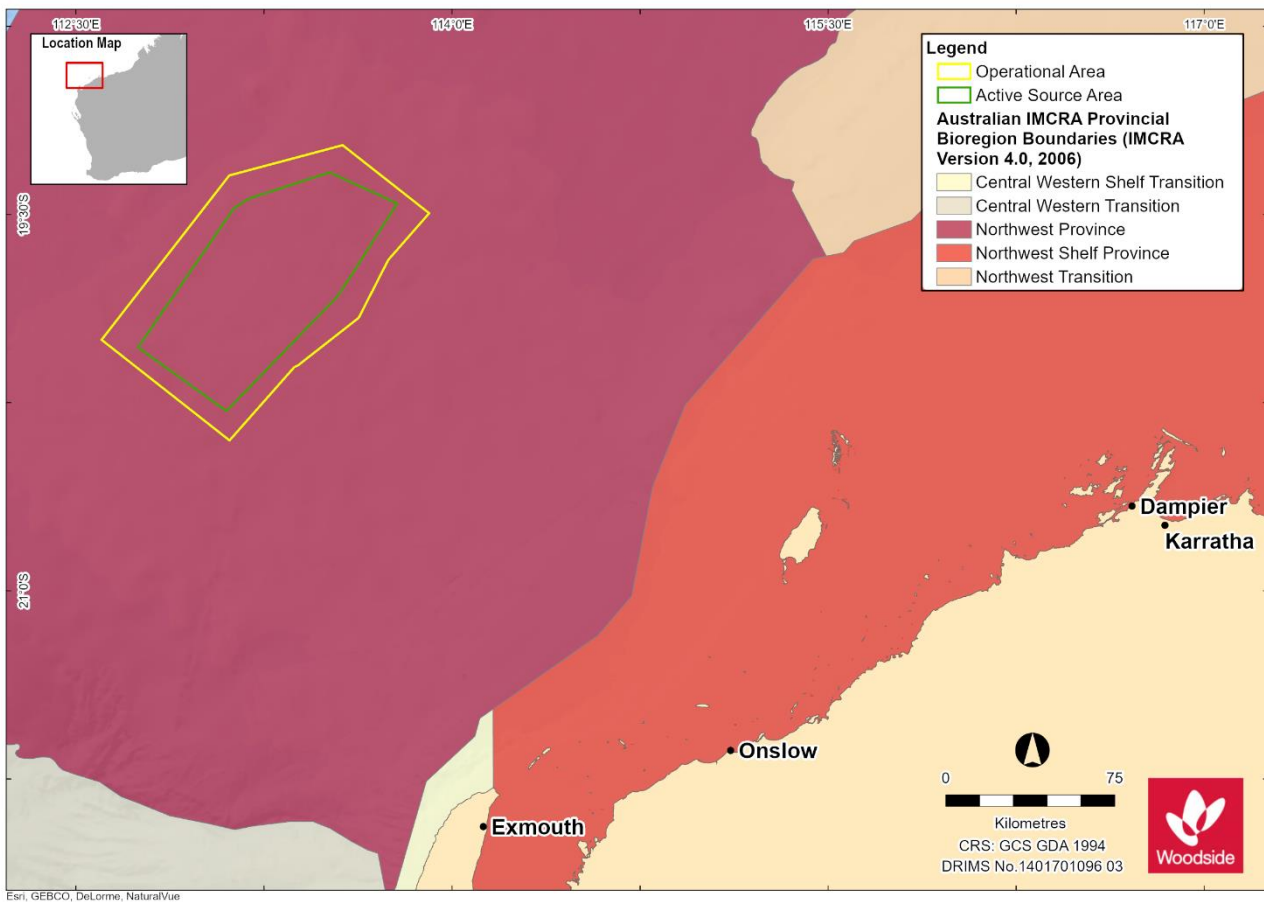 112°30'E
114°0'E
115°30'E
117°0'E
Location Map
19°30'S
21°0'S
Legend
Operational Area
Active Source Area
Australian IMCRA Provincial
Bioregion Boundaries (IMCRA
Version 4.0, 2006)
Central Western Shelf Transition
Central Western Transition
Northwest Province
Northwest Shelf Province
Northwest Transition
Dampier
Karratha
Onslow
Exmouth
0 75
Kilometres
CRS: GCS GDA 1994
DRIMS No.1401701096 03
Woodside
Esri, GEBCO, DeLorme, NaturalVue